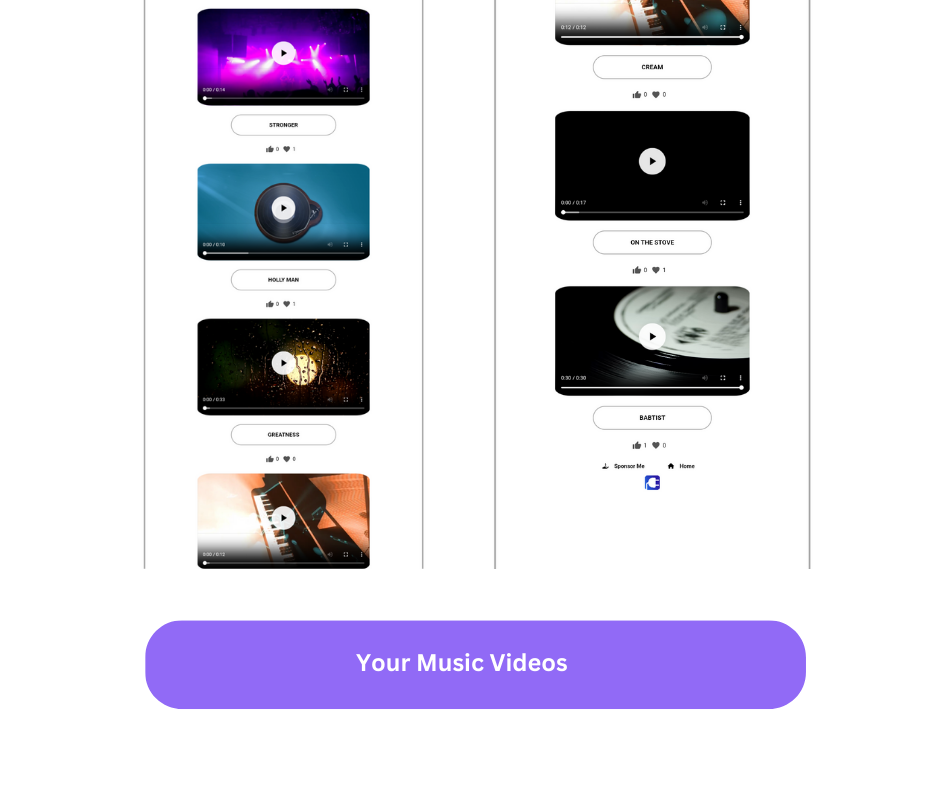 0:00 / 0:14
STRONGER
0 1
0:00 / 0:19
HOLLY MAN
0 1
0:00 / 0:33
GREATNESS
0 0
0:00 / 0:12
0:12 / 0:12
CREAM
0 0
0:00 / 0:17
ON THE STOVE
0 1
0:30 / 0:30
BABTIST
1 0
Sponsor Me Home
Your Music Videos